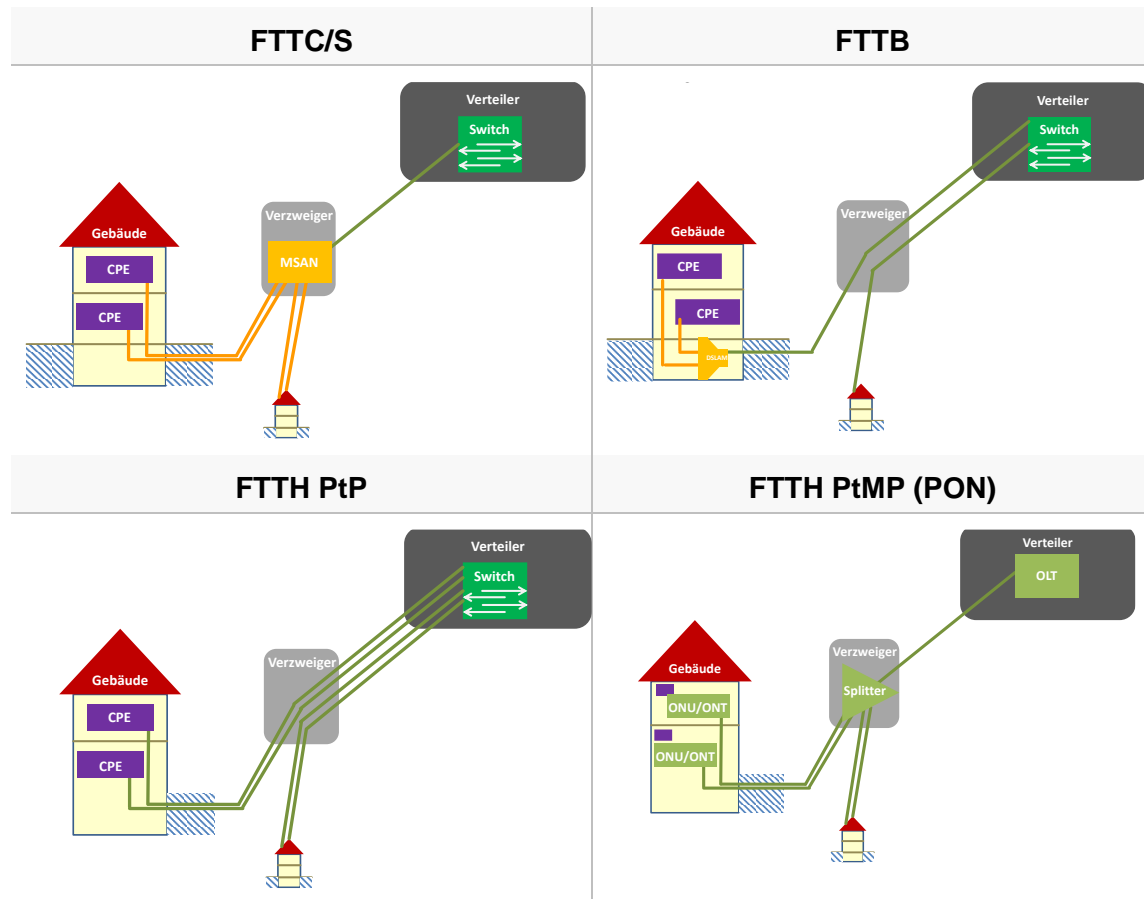 FTTC/S
FTTB
Verteiler
Switch
Verzweiger
MSAN
Gebäude
CPE
CPE
Verteiler
Switch
Verzweiger
Gebäude
CPE
CPE
DSLAM
FTTH PtP
FTTH PtMP (PON)
Verteiler
Switch
Verzweiger
Gebäude
CPE
CPE
Verteiler
OLT
Verzweiger
Splitter
Gebäude
ONU/ONT
ONU/ONT